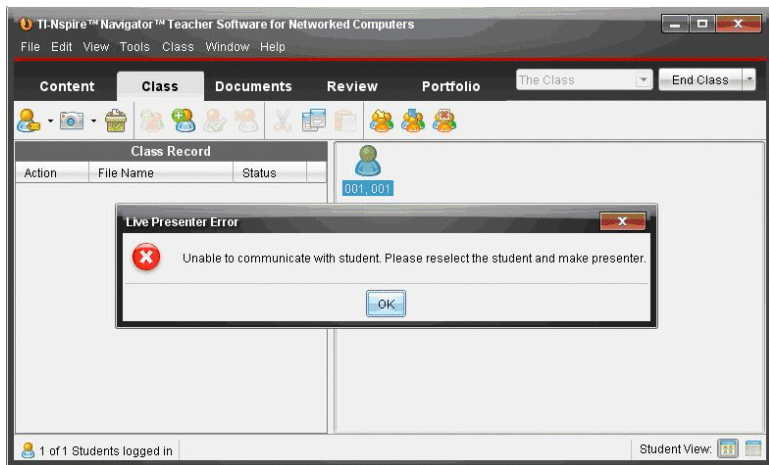 TI-Nspire™ Navigator™ Teacher Software for Networked Computers
File Edit View Tools Class Window Help
Content Class Documents Review Portfolio The Class End Class
Class Record
Action File Name Status
001, 001
Live Presenter Error
Unable to communicate with student. Please reselect the student and make presenter.
OK
1 of 1 Students logged in Student View: